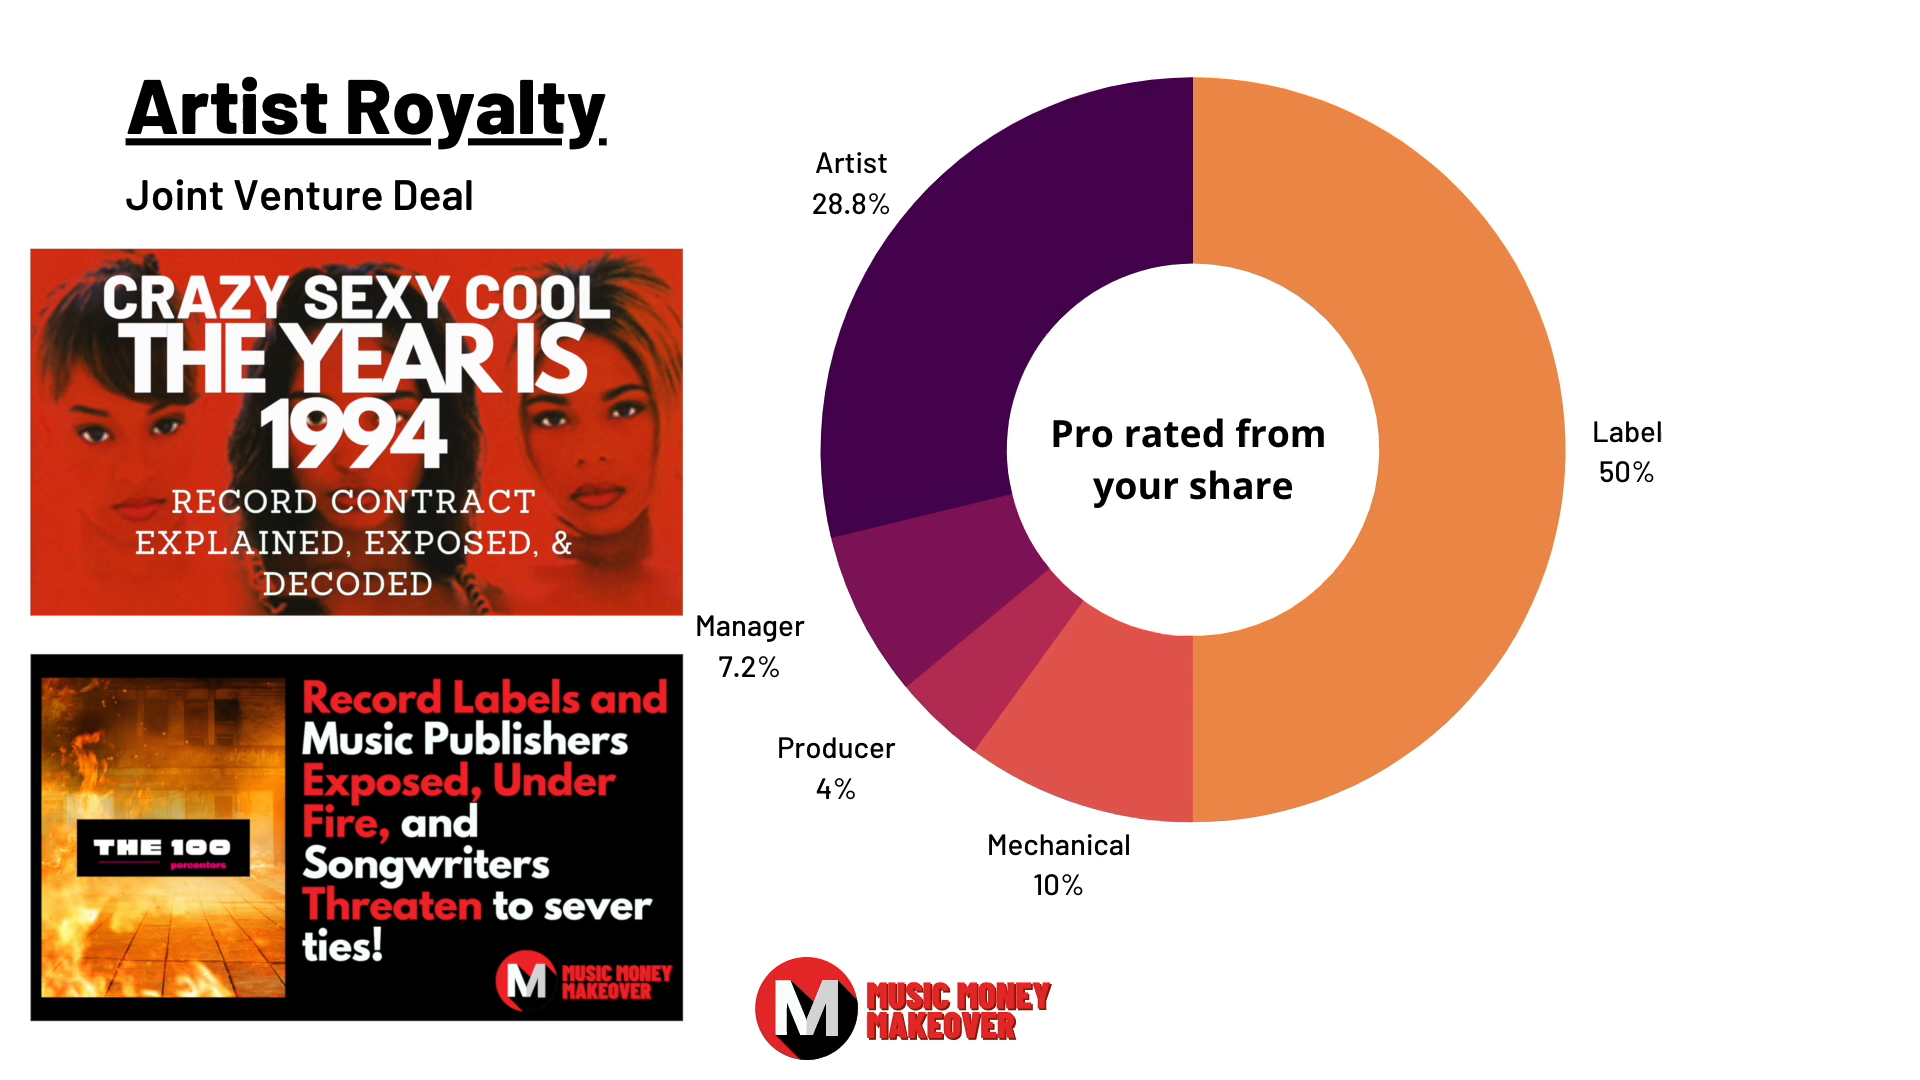 Artist Royalty
Joint Venture Deal
CRAZY SEXY COOL
THE YEAR IS
1994
RECORD CONTRACT
EXPLAINED, EXPOSED, &
DECODED
Record Labels and
Music Publishers
Exposed, Under
Fire, and
Songwriters
Threaten to sever
ties!
THE 100
percenters
M MUSIC MONEY
MAKEOVER
Artist
28.8%
Manager
7.2%
Producer
4%
Mechanical
10%
Label
50%
Pro rated from
your share
M MUSIC MONEY
MAKEOVER